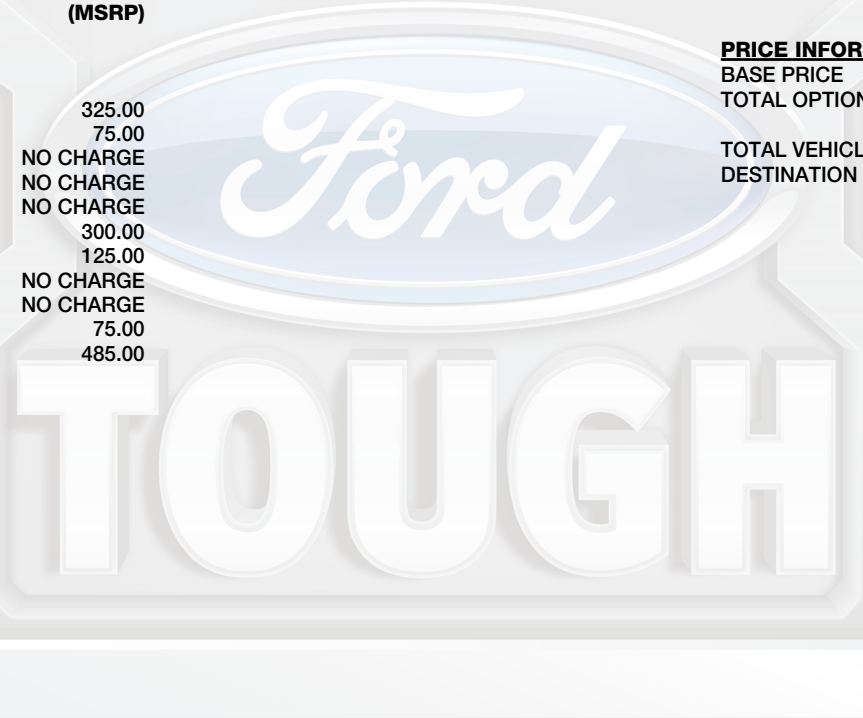 (MSRP)
325.00
75.00
NO CHARGE
NO CHARGE
NO CHARGE
300.00
125.00
NO CHARGE
NO CHARGE
75.00
485.00
PRICE INFOR
BASE PRICE
TOTAL OPTION
TOTAL VEHICL
DESTINATION
Ford
TOUGH